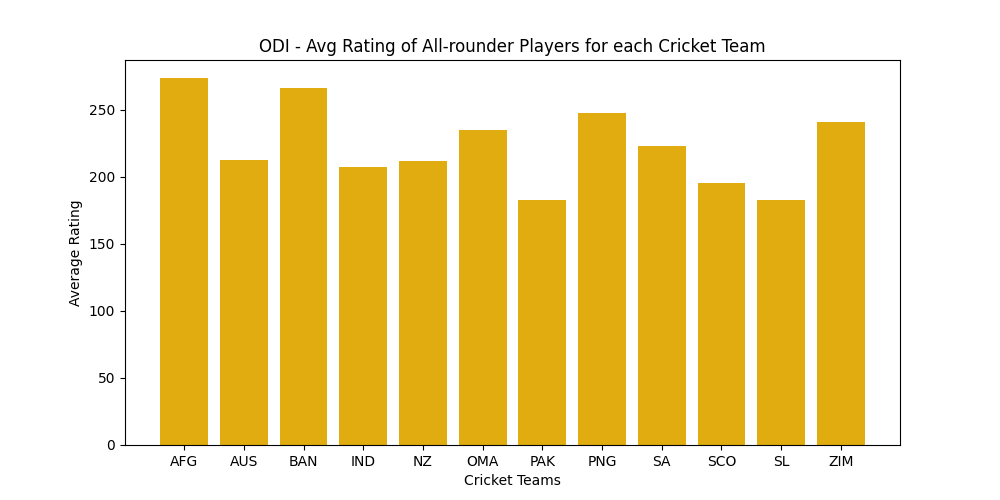 ODI - Avg Rating of All-rounder Players for each Cricket Team
Average Rating
250
200
150
100
50
0
AFG AUS BAN IND NZ OMA PAK PNG SA SCO SL ZIM
Cricket Teams